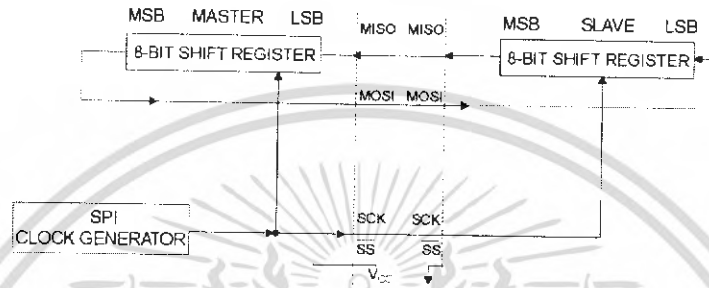 MSB MASTER LSB MISO MISO MSB SLAVE LSB
8-BIT SHIFT REGISTER 8-BIT SHIFT REGISTER
MOSI MOSI
SPI
CLOCK GENERATOR
SCK SCK
SS SS
VCC